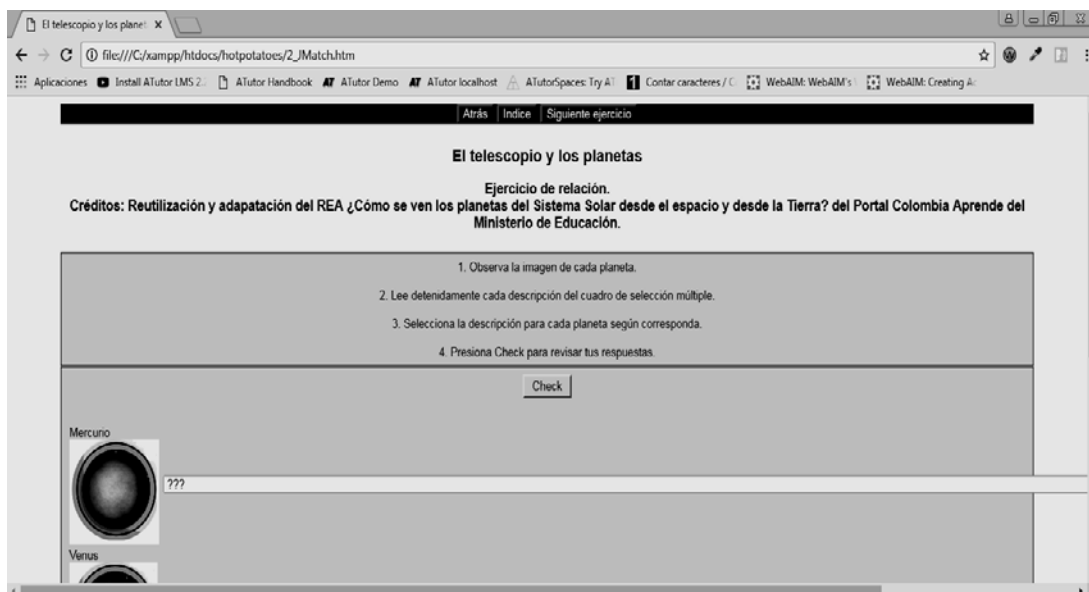 El telescopio y los planet
file:///C:/xampp/htdocs/hotpotatoes/2_JMatch.htm
Aplicaciones Install ATutor LMS 2. ATutor Handbook AT ATutor Demo AT ATutor localhost ATutorSpaces: Try AT 1 Contar caracteres / C WebAIM: WebAIM's WebAIM: Creating Ac
Atrás Indice Siguiente ejercicio
El telescopio y los planetas
Ejercicio de relación.
Créditos: Reutilización y adapatación del REA ¿Cómo se ven los planetas del Sistema Solar desde el espacio y desde la Tierra? del Portal Colombia Aprende del
Ministerio de Educación.
1. Observa la imagen de cada planeta.
2. Lee detenidamente cada descripción del cuadro de selección múltiple.
3. Selecciona la descripción para cada planeta según corresponda.
4. Presiona Check para revisar tus respuestas.
Check
Mercurio
???
Venus